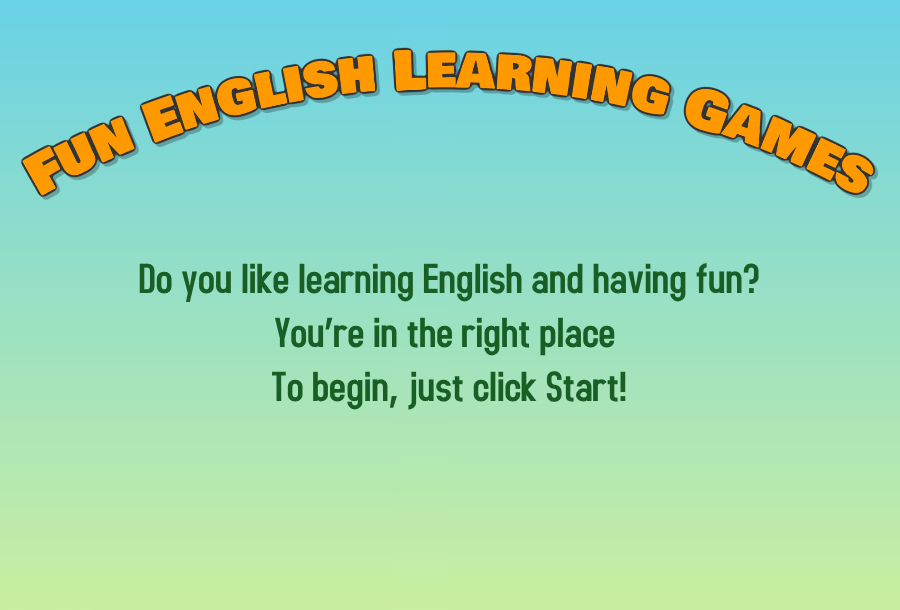 Fun English Learning Games
Do you like learning English and having fun?
You're in the right place
To begin, just click Start!